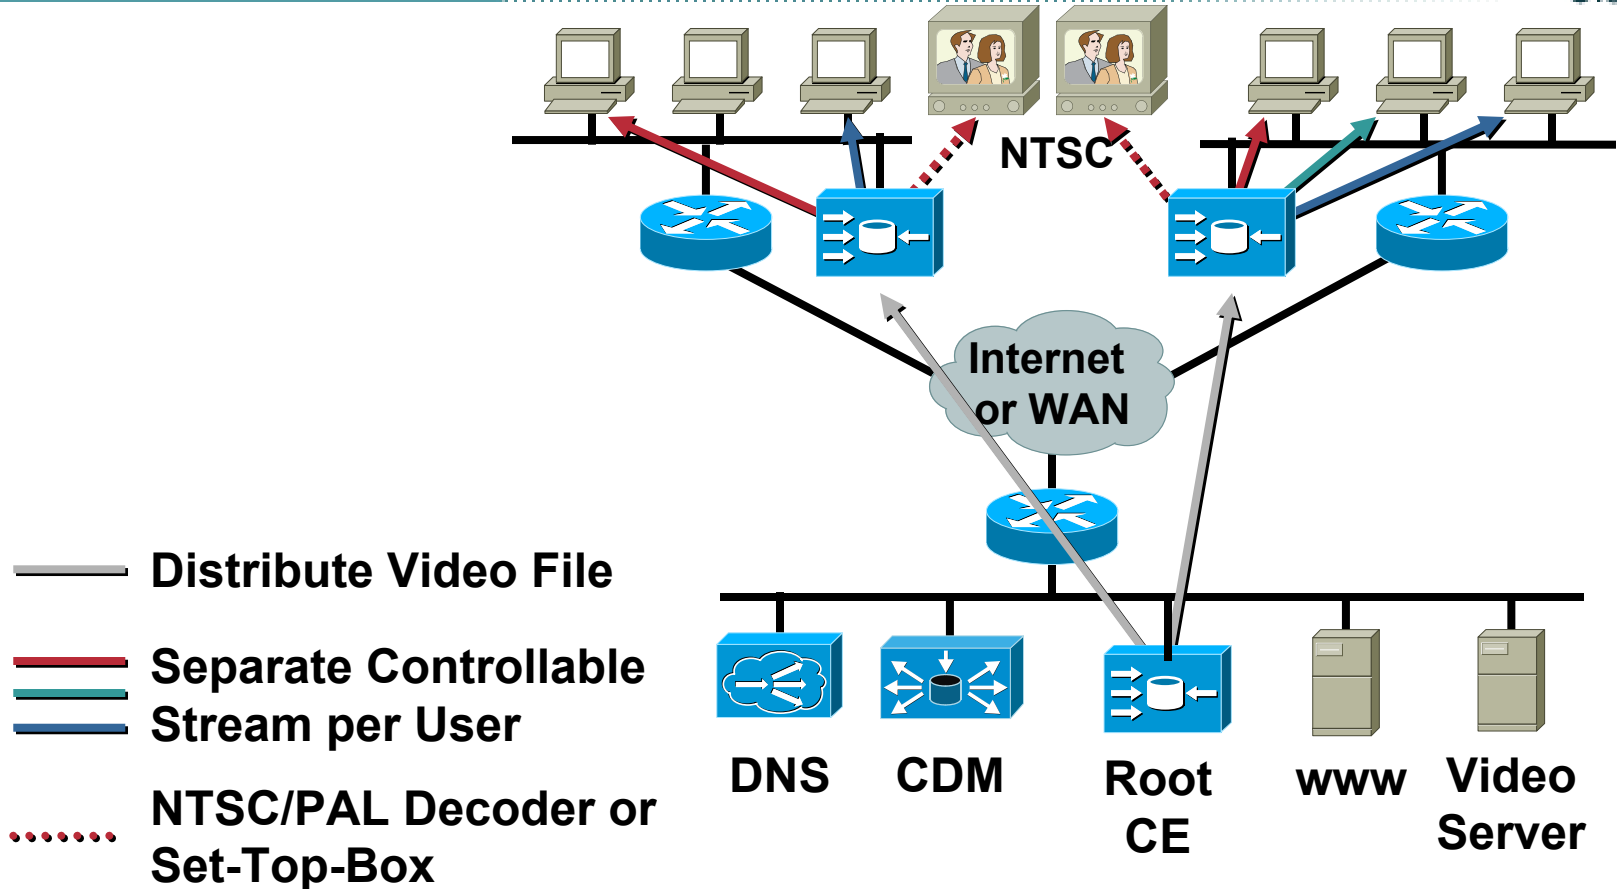 NTSC
Internet
or WAN
Distribute Video File
Separate Controllable
Stream per User
NTSC/PAL Decoder or
Set-Top-Box
DNS
CDM
Root
CE
www
Video
Server